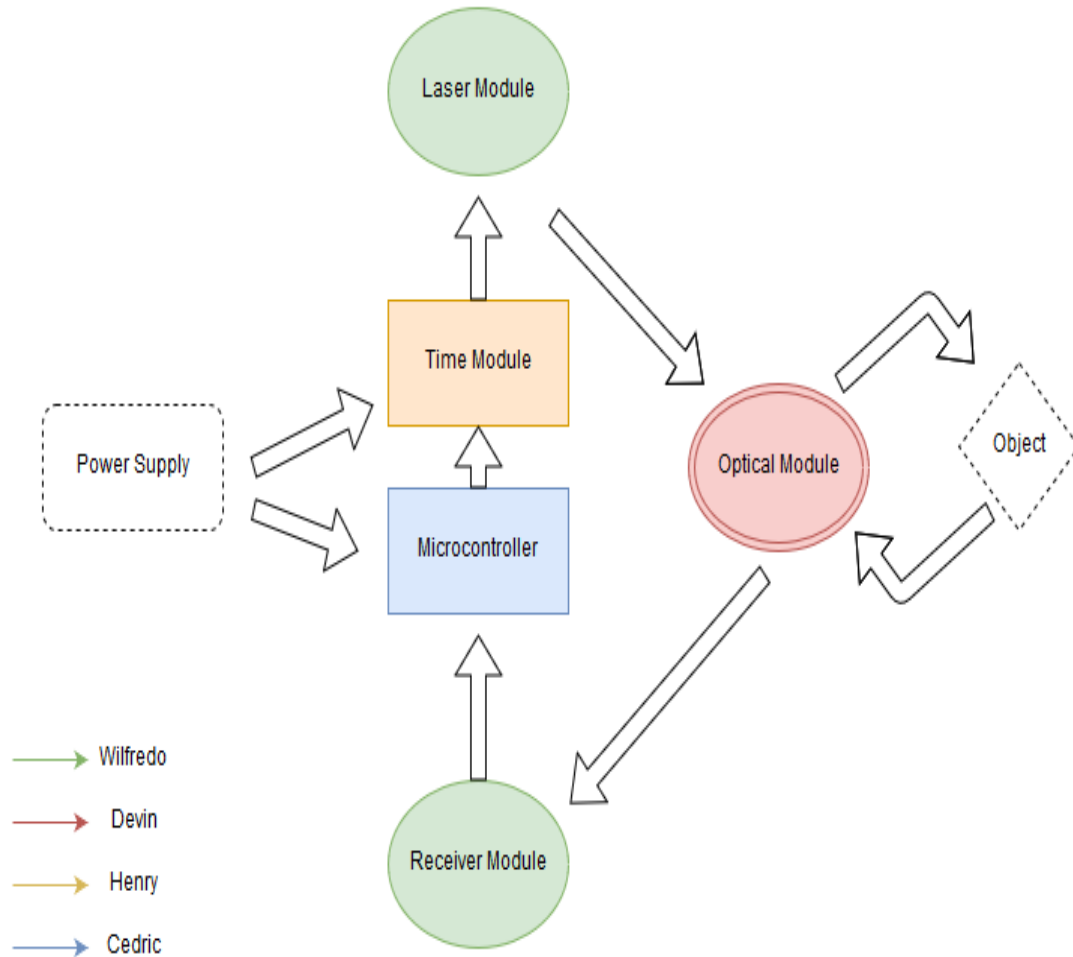 Laser Module
Time Module
Power Supply
Optical Module
Object
Microcontroller
Receiver Module
Wilfredo
Devin
Henry
Cedric